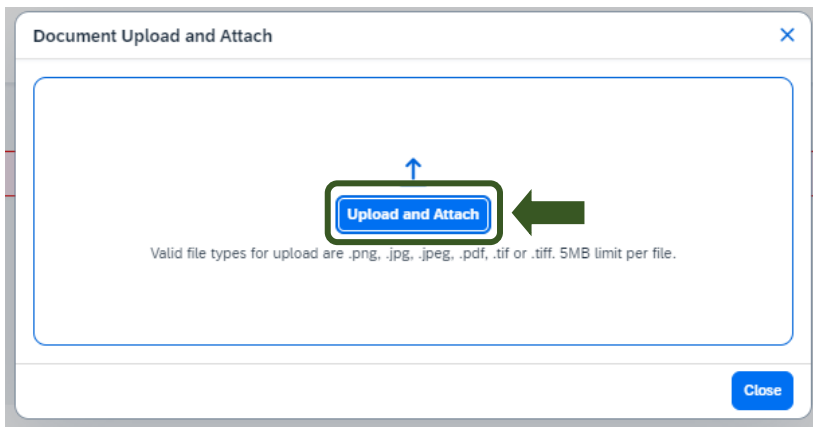 Document Upload and Attach
Upload and Attach
Valid file types for upload are .png, .jpg, .jpeg, .pdf, .tif or .tiff. 5MB limit per file.
Close